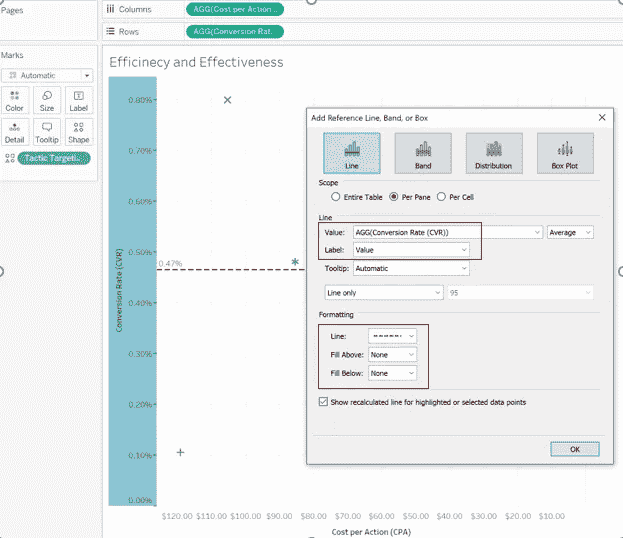 Pages
Columns
AGG(Cost per Action ..
Rows
AGG(Conversion Rat..
Marks
Automatic
Color
Size
Label
Detail
Tooltip
Shape
Tactic Targeti..
Efficinecy and Effectiveness
0.80%
0.70%
0.60%
0.50%
0.47%
0.40%
0.30%
0.20%
0.10%
0.00%
Conversion Rate (CVR)
$120.00 $110.00 $100.00 $90.00 $80.00 $70.00 $60.00 $50.00 $40.00 $30.00 $20.00 $10.00
Cost per Action (CPA)
Add Reference Line, Band, or Box
Line
Band
Distribution
Box Plot
Scope
Entire Table
Per Pane
Per Cell
Line
Value: AGG(Conversion Rate (CVR)) Average
Label: Value
Tooltip: Automatic
Line only 95
Formatting
Line:
Fill Above: None
Fill Below: None
Show recalculated line for highlighted or selected data points
OK